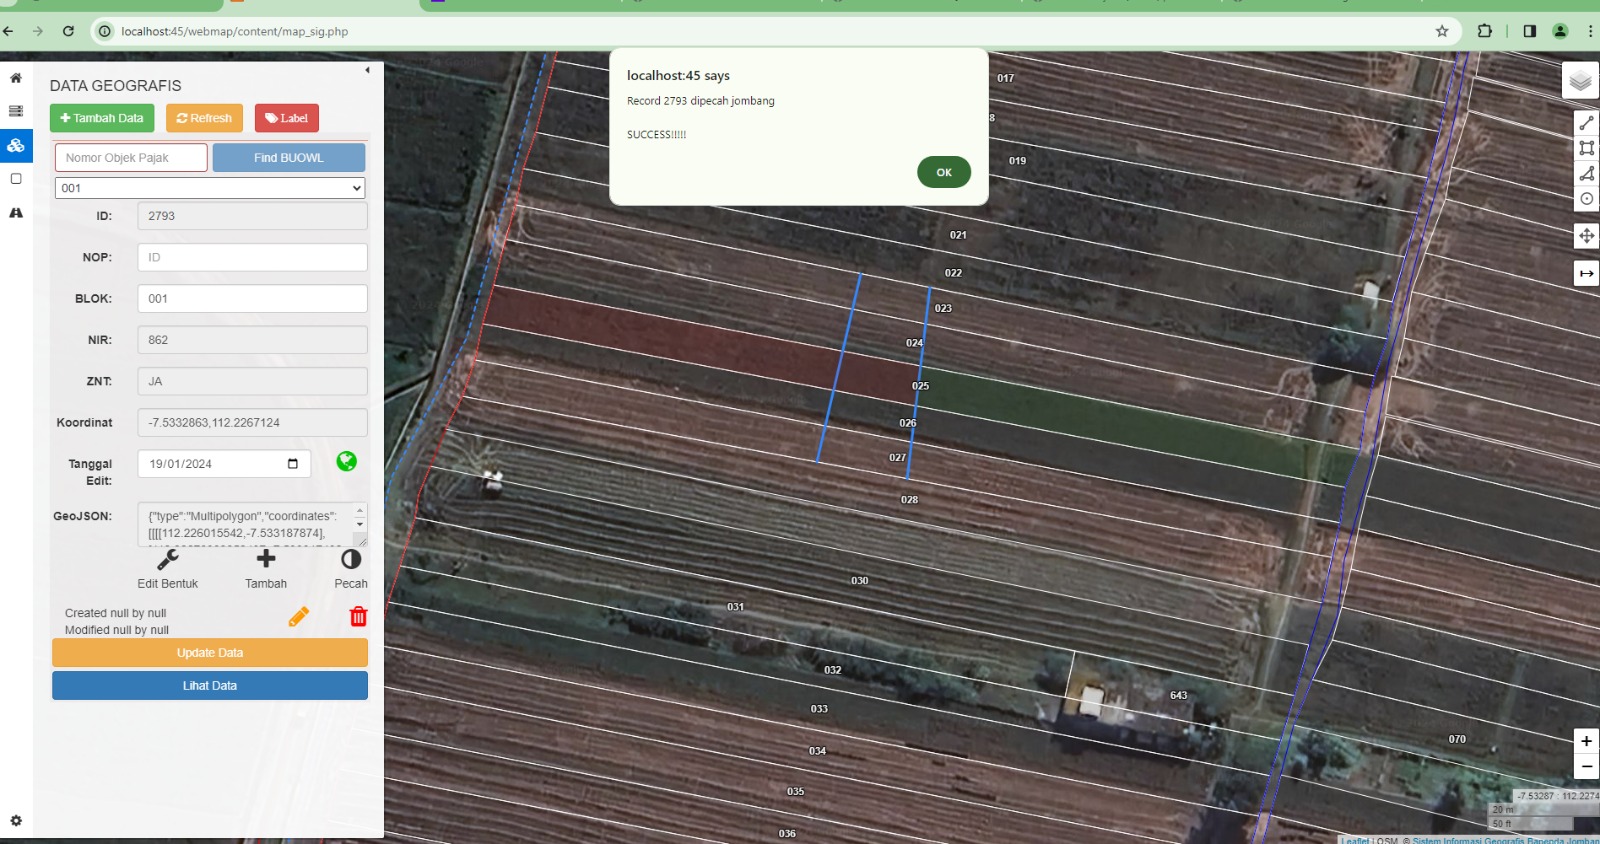 localhost:45/webmap/content/map_sig.php
localhost:45 says
Record 2793 dipecah jombang
SUCCESS!!!!!
OK
DATA GEOGRAFIS
Tambah Data
Refresh
Label
Nomor Objek Pajak
Find BUOWL
001
ID:
2793
NOP:
ID
BLOK:
001
NIR:
862
ZNT:
JA
Koordinat
-7.5332863,112.2267124
Tanggal
Edit:
19/01/2024
GeoJSON:
{"type":"Multipolygon","coordinates":
[[[[112.226015542,-7.533187874],
Edit Bentuk
Tambah
Pecah
Created null by null
Modified null by null
Update Data
Lihat Data
017
8
019
021
022
023
024
025
026
027
028
030
031
032
643
033
070
034
035
036
+
−
-7.53287 : 112.2274
20 m
50 ft
Leaflet | OSM, © Sistem Informasi Geografis Bapenda Jomban